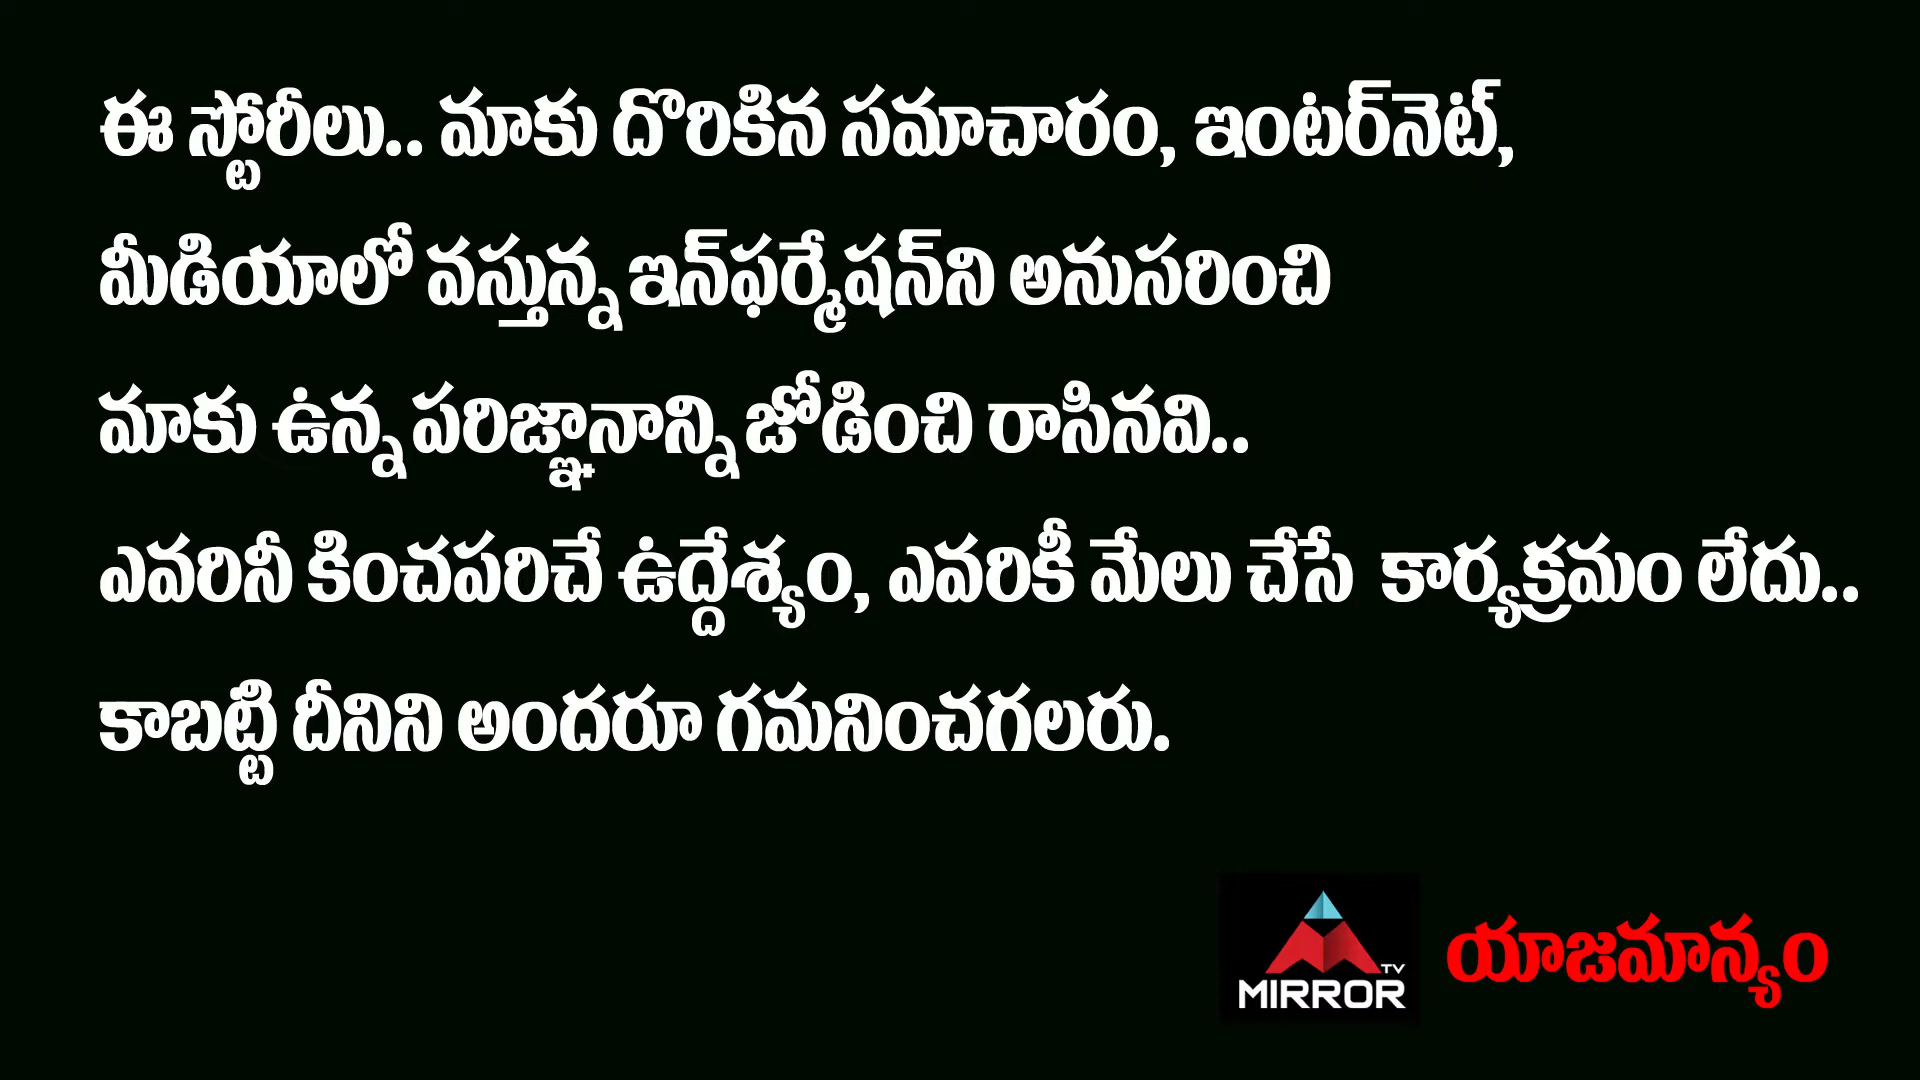 ఈ స్టోరీలు.. మాకు దొరికిన సమాచారం, ఇంటర్‌నెట్,
మీడియాలో వస్తున్న ఇన్‌ఫర్మేషన్‌ని అనుసరించి
మాకు ఉన్న పరిజ్ఞానాన్ని జోడించి రాసినవి..
ఎవరినీ కించపరిచే ఉద్దేశ్యం, ఎవరికీ మేలు చేసే కార్యక్రమం లేదు..
కాబట్టి దీనిని అందరూ గమనించగలరు.
TV
MIRROR
యాజమాన్యం